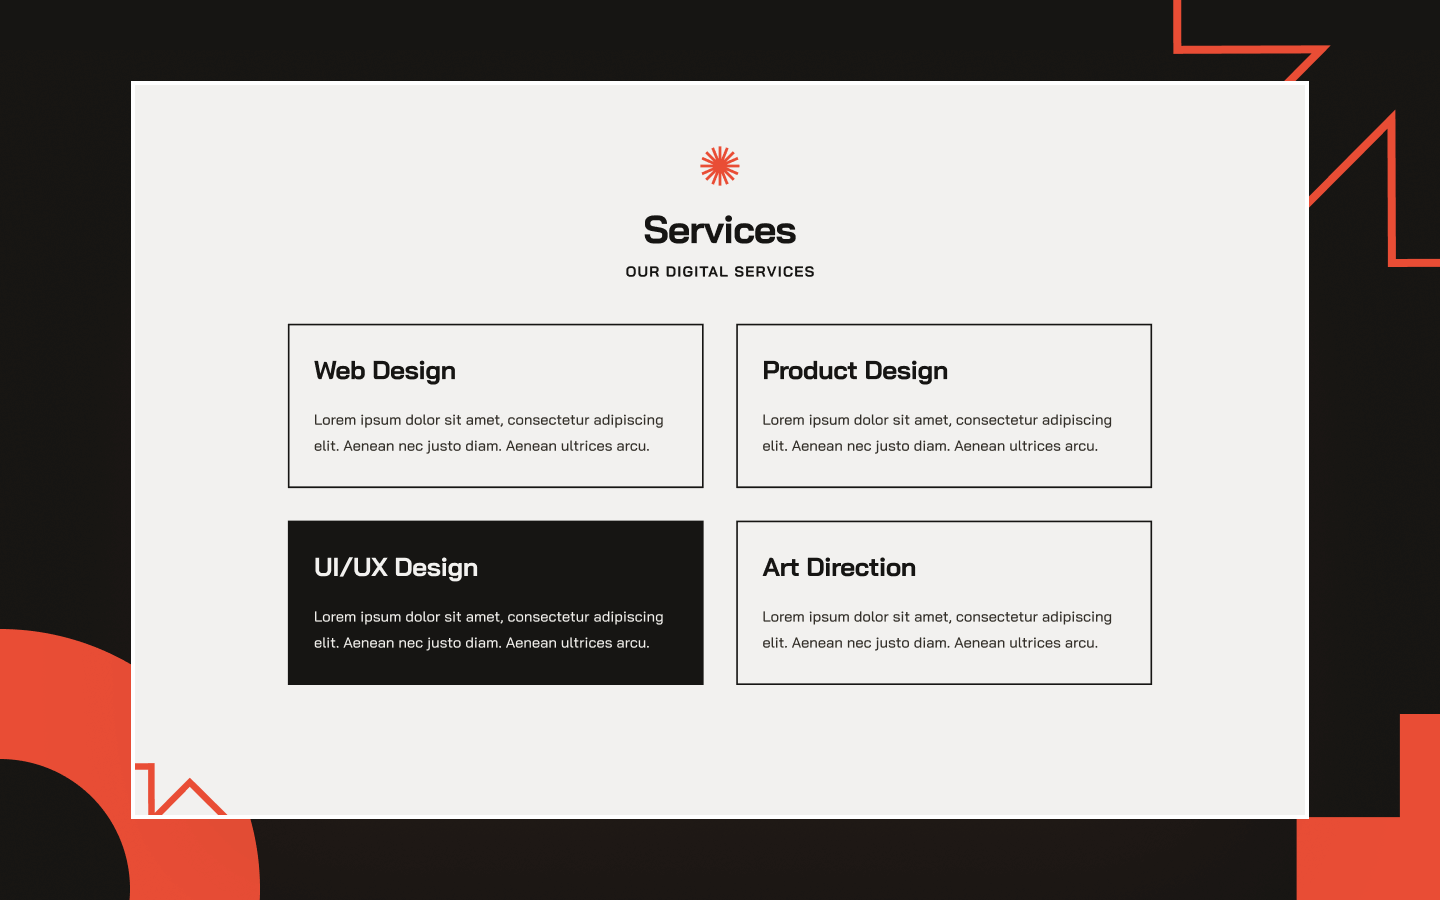 Services
OUR DIGITAL SERVICES
Web Design
Lorem ipsum dolor sit amet, consectetur adipiscing
elit. Aenean nec justo diam. Aenean ultrices arcu.
Product Design
Lorem ipsum dolor sit amet, consectetur adipiscing
elit. Aenean nec justo diam. Aenean ultrices arcu.
UI/UX Design
Lorem ipsum dolor sit amet, consectetur adipiscing
elit. Aenean nec justo diam. Aenean ultrices arcu.
Art Direction
Lorem ipsum dolor sit amet, consectetur adipiscing
elit. Aenean nec justo diam. Aenean ultrices arcu.